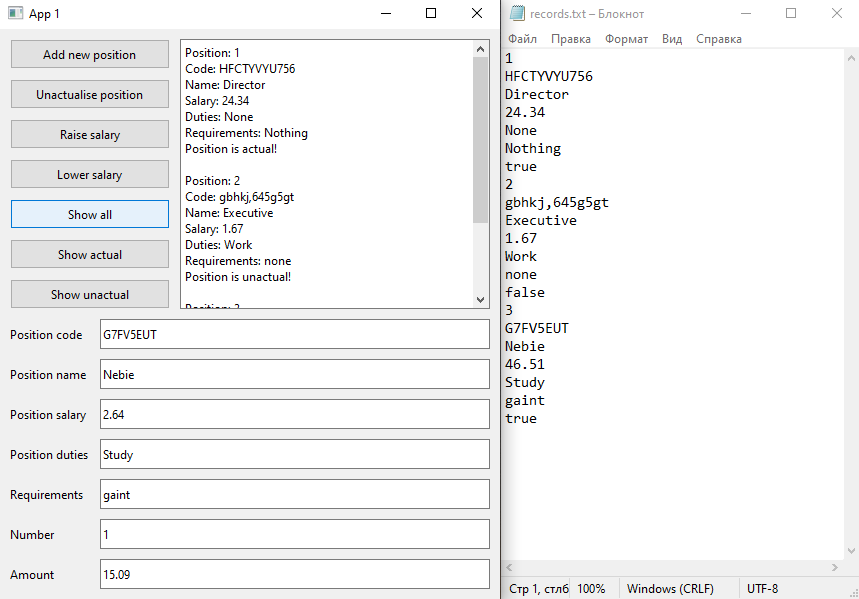 App 1
Add new position
Unactualise position
Raise salary
Lower salary
Show all
Show actual
Show unactual
Position: 1
Code: HFCTYVYU756
Name: Director
Salary: 24.34
Duties: None
Requirements: Nothing
Position is actual!
Position: 2
Code: gbhkj,645g5gt
Name: Executive
Salary: 1.67
Duties: Work
Requirements: none
Position is unactual!
Position: 3
Position code G7FV5EUT
Position name Nebie
Position salary 2.64
Position duties Study
Requirements gaint
Number 1
Amount 15.09
records.txt – Блокнот
Файл Правка Формат Вид Справка
1
HFCTYVYU756
Director
24.34
None
Nothing
true
2
gbhkj,645g5gt
Executive
1.67
Work
none
false
3
G7FV5EUT
Nebie
46.51
Study
gaint
true
Стр 1, стлб 100% Windows (CRLF) UTF-8